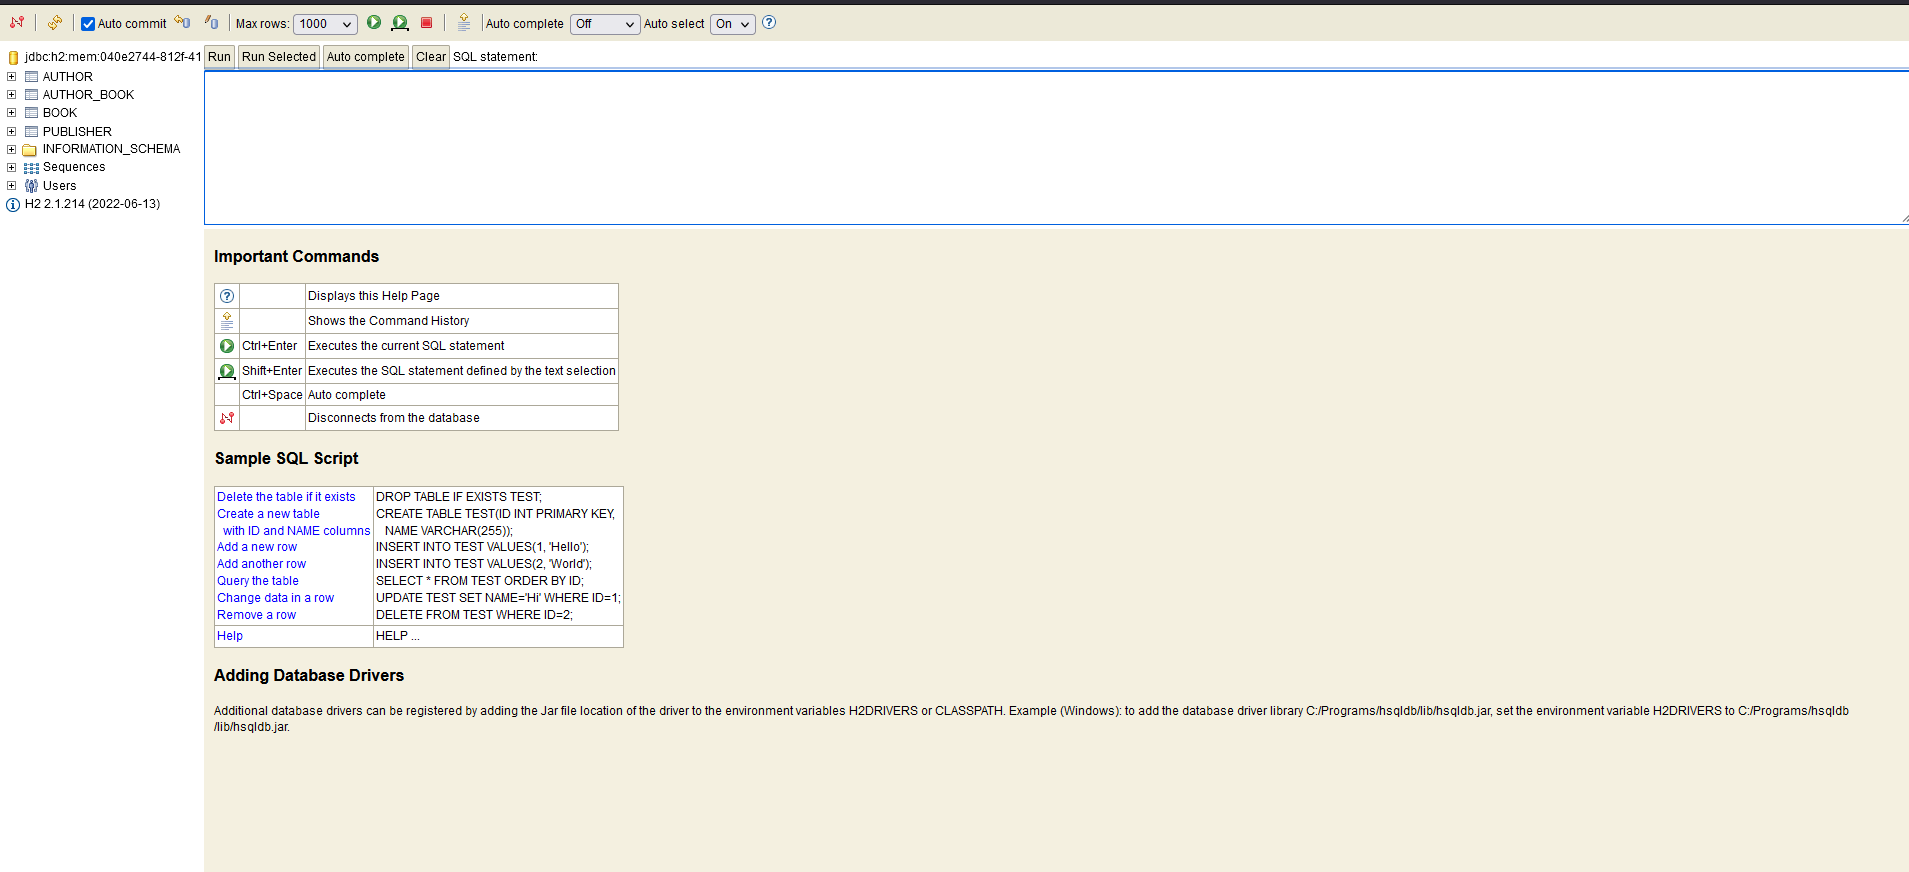 Auto commit Max rows: 1000 Auto complete Off Auto select On
jdbc:h2:mem:040e2744-812f-41
AUTHOR
AUTHOR_BOOK
BOOK
PUBLISHER
INFORMATION_SCHEMA
Sequences
Users
H2 2.1.214 (2022-06-13)
Run Run Selected Auto complete Clear SQL statement:
Important Commands
Displays this Help Page
Shows the Command History
Ctrl+Enter Executes the current SQL statement
Shift+Enter Executes the SQL statement defined by the text selection
Ctrl+Space Auto complete
Disconnects from the database
Sample SQL Script
Delete the table if it exists DROP TABLE IF EXISTS TEST;
Create a new table CREATE TABLE TEST(ID INT PRIMARY KEY,
with ID and NAME columns NAME VARCHAR(255));
Add a new row INSERT INTO TEST VALUES(1, 'Hello');
Add another row INSERT INTO TEST VALUES(2, 'World');
Query the table SELECT * FROM TEST ORDER BY ID;
Change data in a row UPDATE TEST SET NAME='Hi' WHERE ID=1;
Remove a row DELETE FROM TEST WHERE ID=2;
Help HELP ...
Adding Database Drivers
Additional database drivers can be registered by adding the Jar file location of the driver to the environment variables H2DRIVERS or CLASSPATH. Example (Windows): to add the database driver library C:/Programs/hsqldb/lib/hsqldb.jar, set the environment variable H2DRIVERS to C:/Programs/hsqldb
/lib/hsqldb.jar.